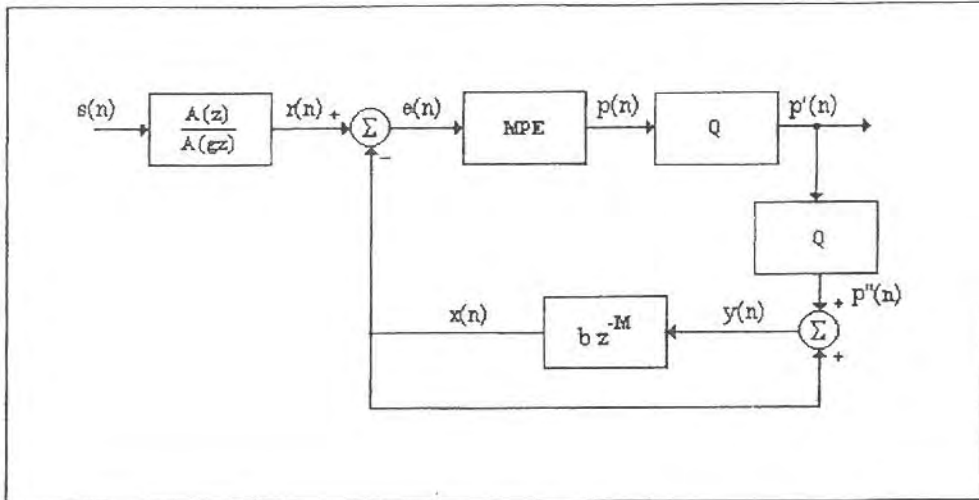 s(n)
A(z)
A(gz)
r(n)
+
Σ
-
e(n)
MPE
p(n)
Q
p'(n)
Q
p"(n)
+
Σ
+
y(n)
b z^-M
x(n)